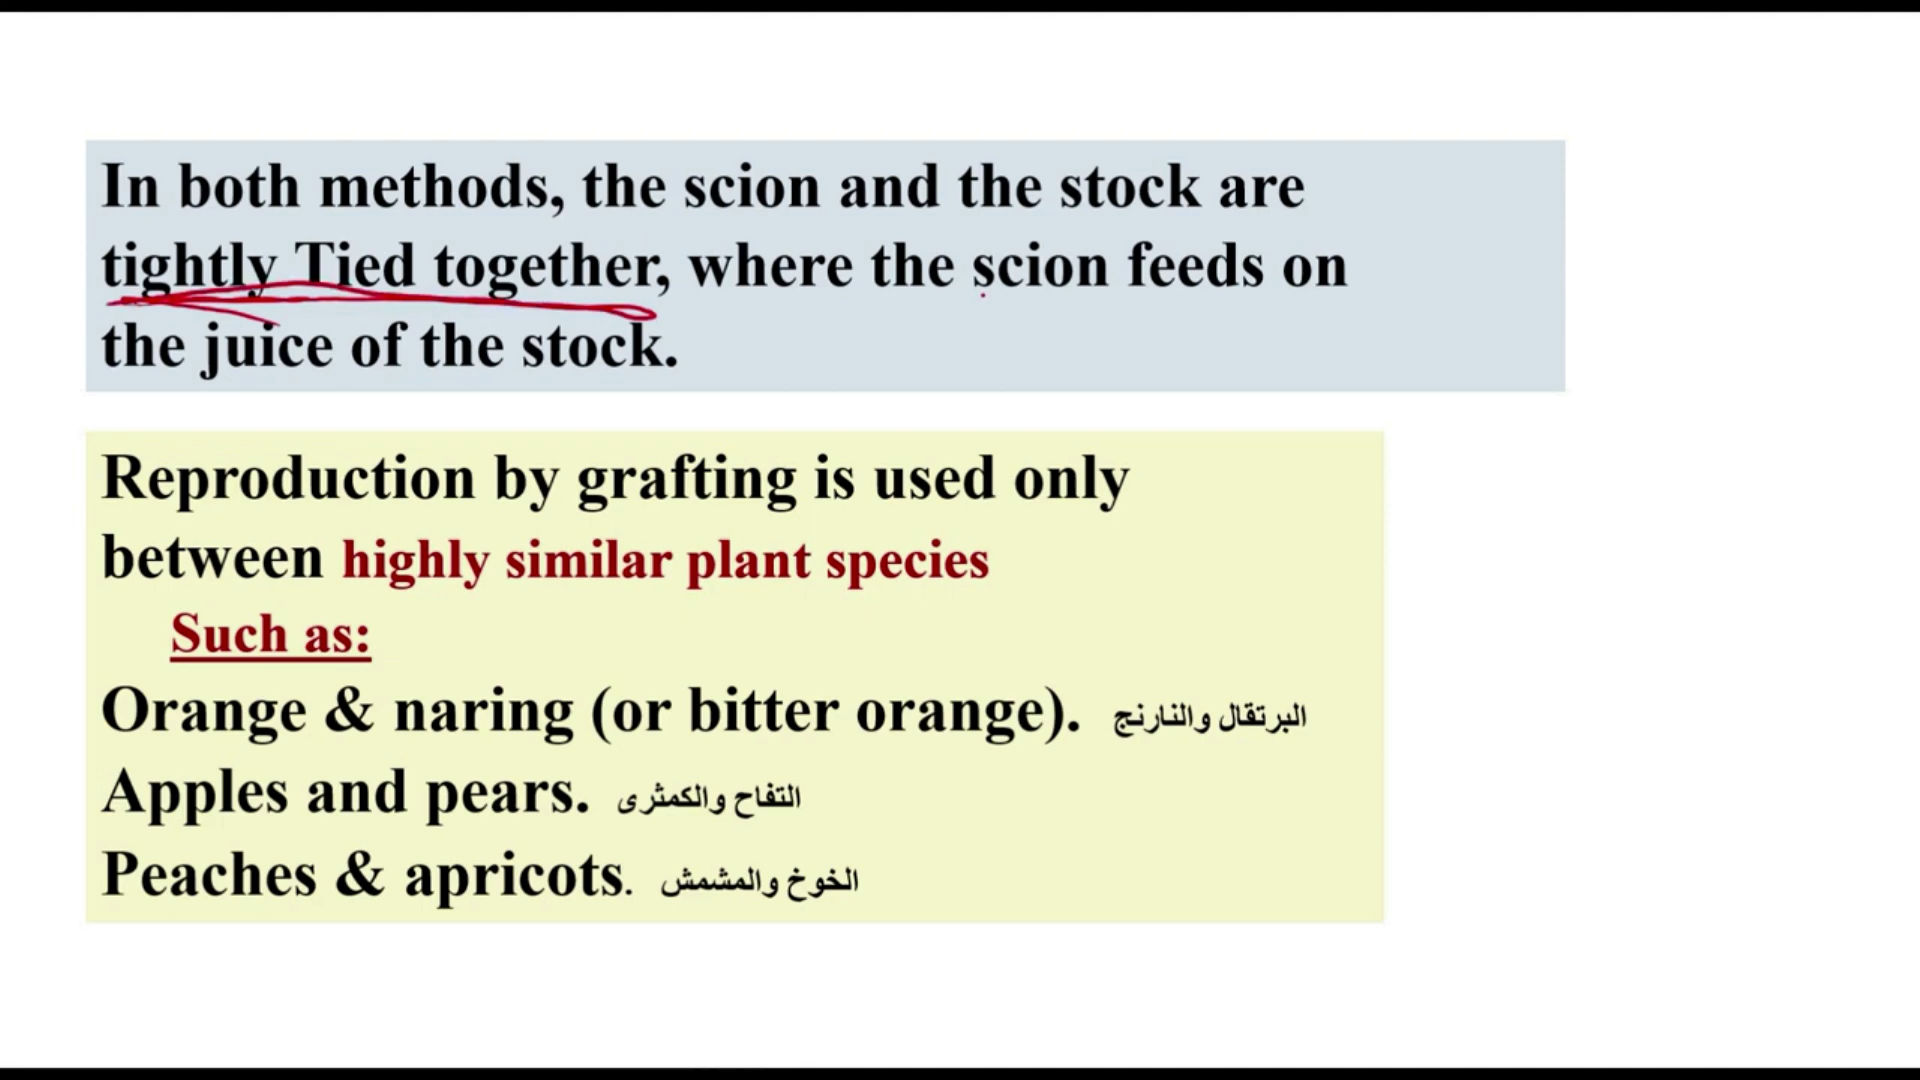 In both methods, the scion and the stock are
tightly Tied together, where the scion feeds on
the juice of the stock.
Reproduction by grafting is used only
between highly similar plant species
Such as:
Orange & naring (or bitter orange). البرتقال والنارنج
Apples and pears. التفاح والكمثرى
Peaches & apricots. الخوخ والمشمش